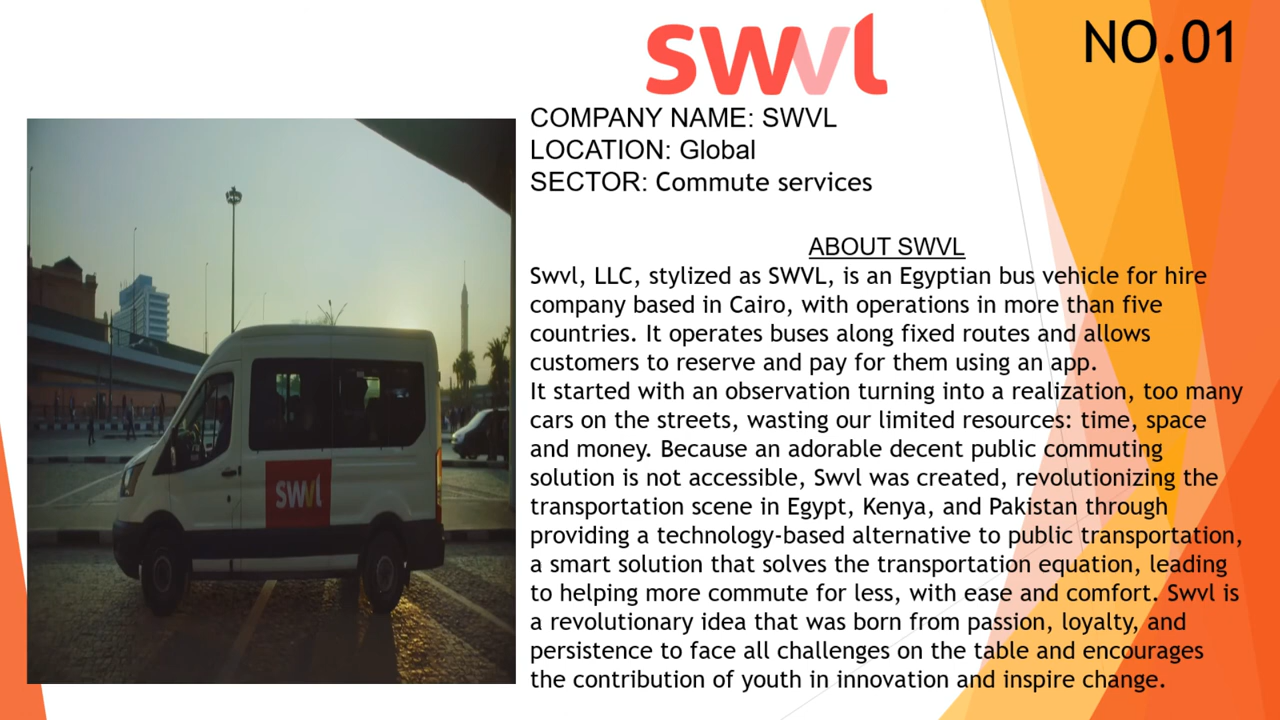 swvl
NO.01
COMPANY NAME: SWVL
LOCATION: Global
SECTOR: Commute services
ABOUT SWVL
Swvl, LLC, stylized as SWVL, is an Egyptian bus vehicle for hire
company based in Cairo, with operations in more than five
countries. It operates buses along fixed routes and allows
customers to reserve and pay for them using an app.
It started with an observation turning into a realization, too many
cars on the streets, wasting our limited resources: time, space
and money. Because an adorable decent public commuting
solution is not accessible, Swvl was created, revolutionizing the
transportation scene in Egypt, Kenya, and Pakistan through
providing a technology-based alternative to public transportation,
a smart solution that solves the transportation equation, leading
to helping more commute for less, with ease and comfort. Swvl is
a revolutionary idea that was born from passion, loyalty, and
persistence to face all challenges on the table and encourages
the contribution of youth in innovation and inspire change.
swvl